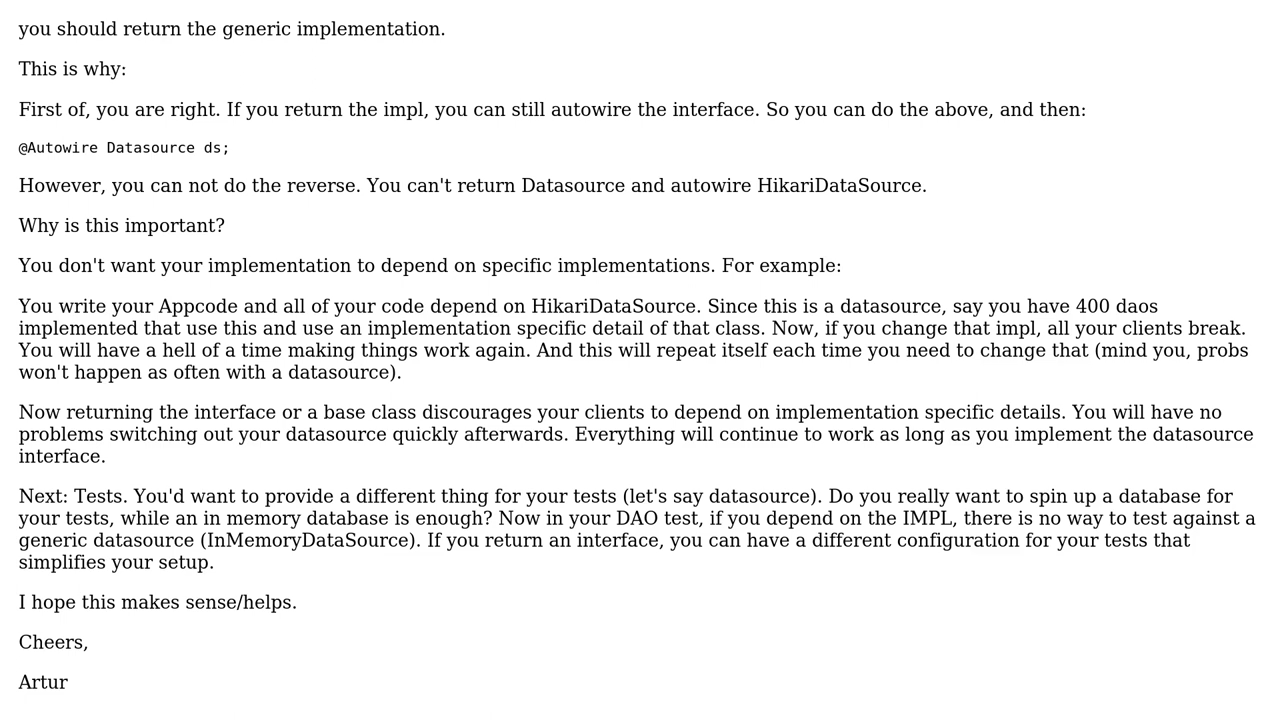 you should return the generic implementation.
This is why:
First of, you are right. If you return the impl, you can still autowire the interface. So you can do the above, and then:
@Autowire Datasource ds;
However, you can not do the reverse. You can't return Datasource and autowire HikariDataSource.
Why is this important?
You don't want your implementation to depend on specific implementations. For example:
You write your Appcode and all of your code depend on HikariDataSource. Since this is a datasource, say you have 400 daos
implemented that use this and use an implementation specific detail of that class. Now, if you change that impl, all your clients break.
You will have a hell of a time making things work again. And this will repeat itself each time you need to change that (mind you, probs
won't happen as often with a datasource).
Now returning the interface or a base class discourages your clients to depend on implementation specific details. You will have no
problems switching out your datasource quickly afterwards. Everything will continue to work as long as you implement the datasource
interface.
Next: Tests. You'd want to provide a different thing for your tests (let's say datasource). Do you really want to spin up a database for
your tests, while an in memory database is enough? Now in your DAO test, if you depend on the IMPL, there is no way to test against a
generic datasource (InMemoryDataSource). If you return an interface, you can have a different configuration for your tests that
simplifies your setup.
I hope this makes sense/helps.
Cheers,
Artur